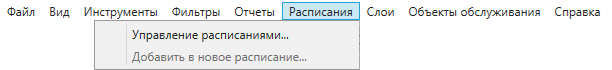 Файл Вид Инструменты Фильтры Отчеты Расписания Слои Объекты обслуживания Справка
Управление расписаниями...
Добавить в новое расписание...